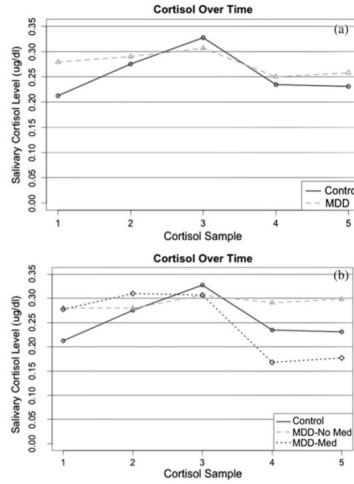 Cortisol Over Time
(a)
Salivary Cortisol Level (ug/dl)
0.35
0.30
0.25
0.20
0.15
0.10
0.05
0.00
Control
MDD
1 2 3 4 5
Cortisol Sample
Cortisol Over Time
(b)
Salivary Cortisol Level (ug/dl)
0.35
0.30
0.25
0.20
0.15
0.10
0.05
0.00
Control
MDD-No Med
MDD-Med
1 2 3 4 5
Cortisol Sample